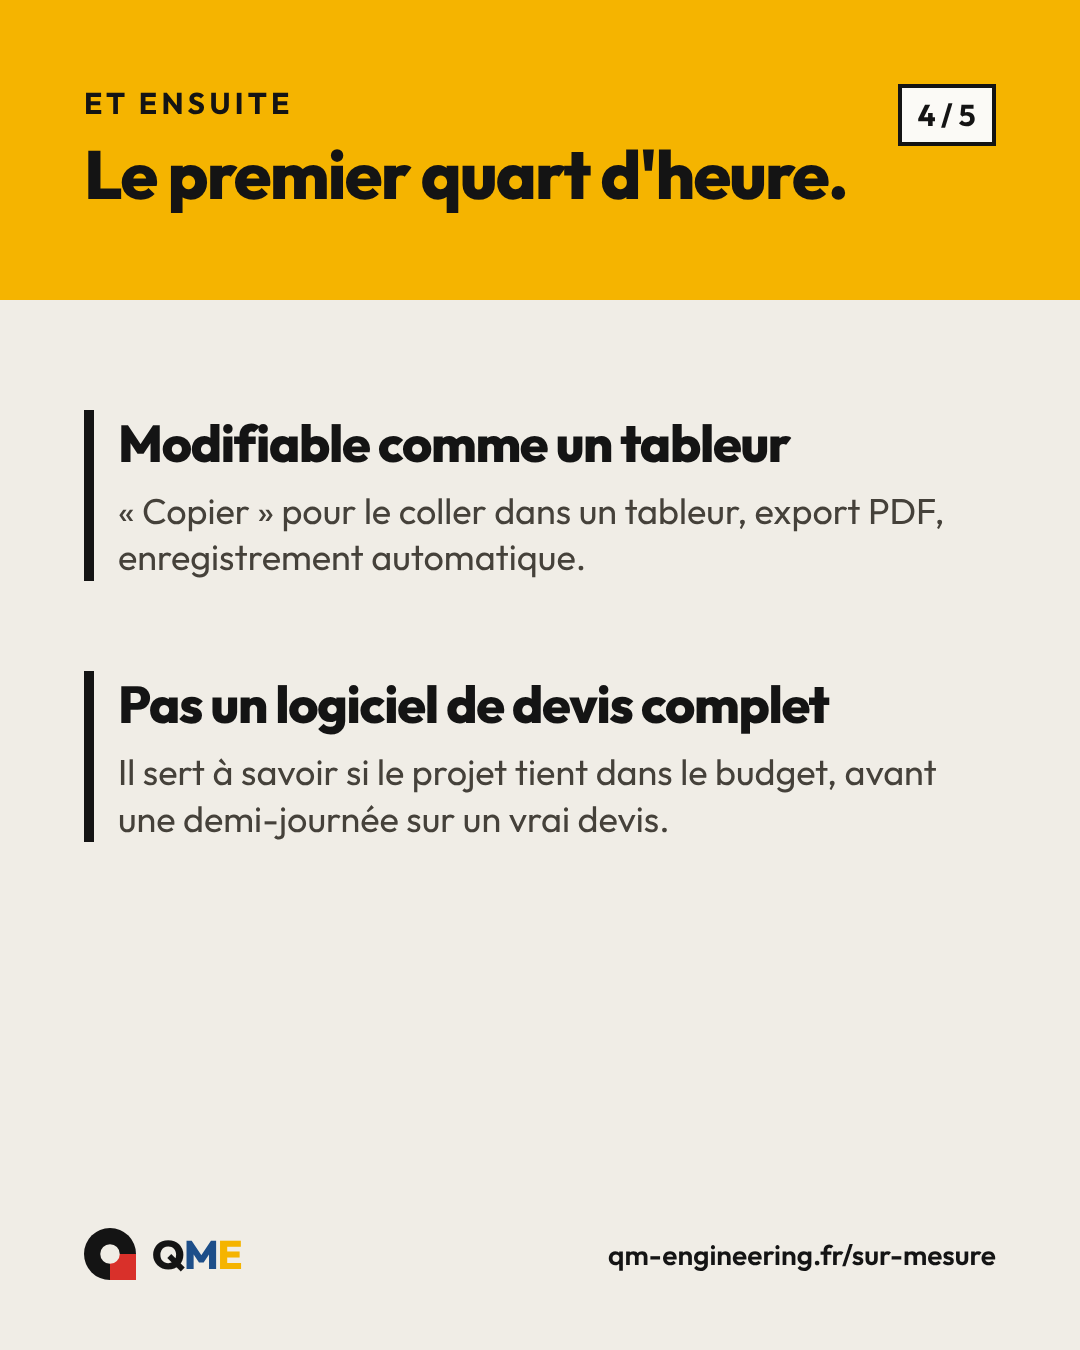 ET ENSUITE
4 / 5
Le premier quart d'heure.
Modifiable comme un tableur
« Copier » pour le coller dans un tableur, export PDF,
enregistrement automatique.
Pas un logiciel de devis complet
Il sert à savoir si le projet tient dans le budget, avant
une demi-journée sur un vrai devis.
QME
qm-engineering.fr/sur-mesure